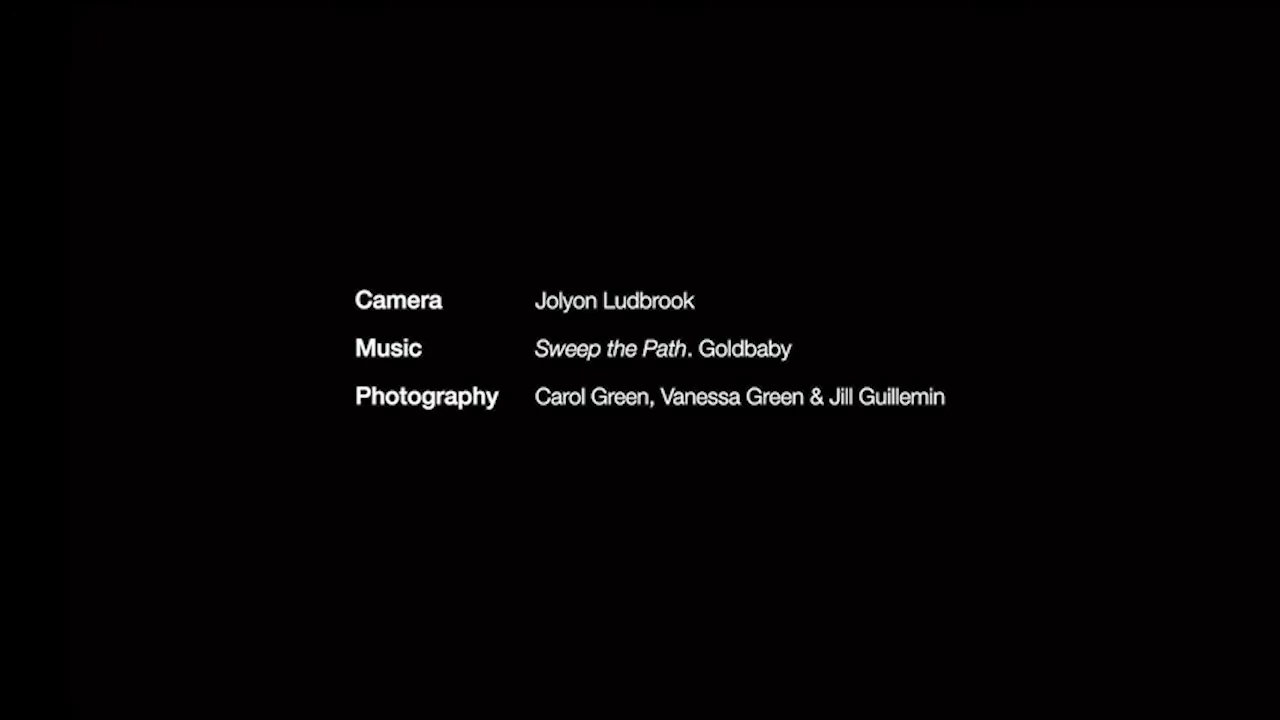 Camera Jolyon Ludbrook
Music Sweep the Path. Goldbaby
Photography Carol Green, Vanessa Green & Jill Guillemin